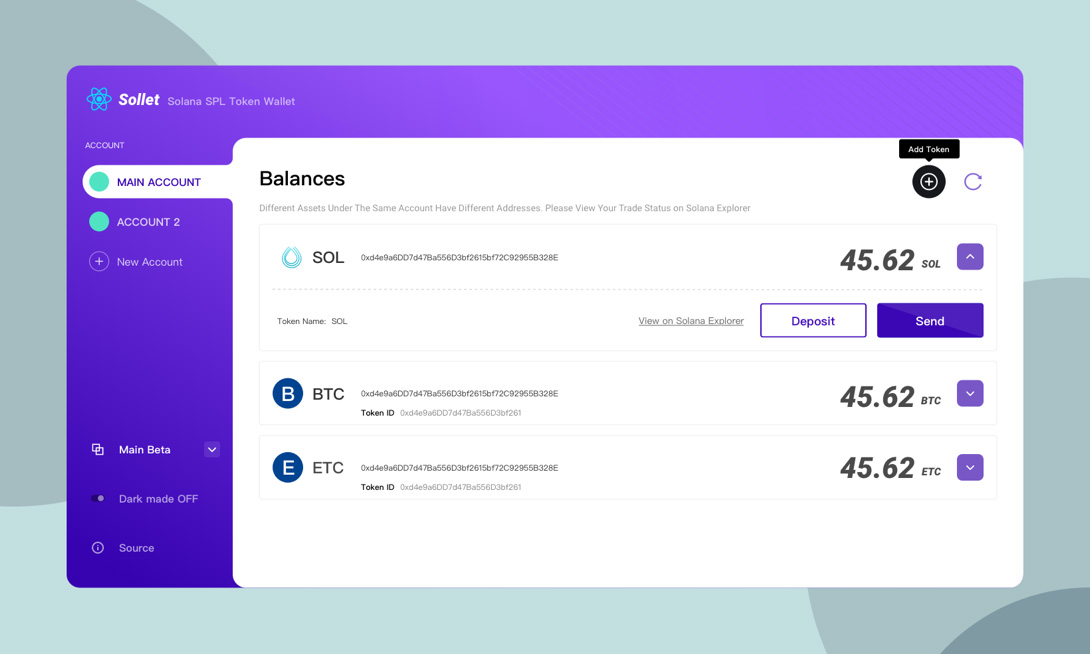 Sollet Solana SPL Token Wallet
ACCOUNT
MAIN ACCOUNT
ACCOUNT 2
New Account
Main Beta
Dark made OFF
Source
Add Token
Balances
Different Assets Under The Same Account Have Different Addresses. Please View Your Trade Status on Solana Explorer
SOL 0xd4e9a6DD7d47Ba556D3bf2615bf72C92955B328E 45.62 SOL
Token Name: SOL View on Solana Explorer Deposit Send
B BTC 0xd4e9a6DD7d47Ba556D3bf2615bf72C92955B328E 45.62 BTC
Token ID 0xd4e9a6DD7d47Ba556D3bf261
E ETC 0xd4e9a6DD7d47Ba556D3bf2615bf72C92955B328E 45.62 ETC
Token ID 0xd4e9a6DD7d47Ba556D3bf261